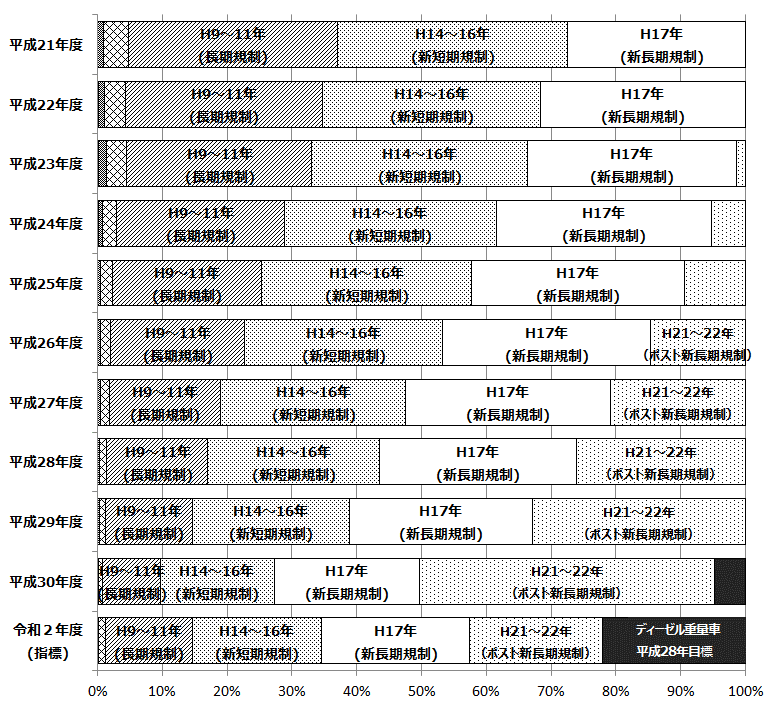 平成21年度
H9～11年 H14～16年 H17年
(長期規制) (新短期規制) (新長期規制)
平成22年度
H9～11年 H14～16年 H17年
(長期規制) (新短期規制) (新長期規制)
平成23年度
H9～11年 H14～16年 H17年
(長期規制) (新短期規制) (新長期規制)
平成24年度
H9～11年 H14～16年 H17年
(長期規制) (新短期規制) (新長期規制)
平成25年度
H9～11年 H14～16年 H17年
(長期規制) (新短期規制) (新長期規制)
平成26年度
H9～11年 H14～16年 H17年 H21～22年
(長期規制) (新短期規制) (新長期規制) (ポスト新長期規制)
平成27年度
H9～11年 H14～16年 H17年 H21～22年
(長期規制) (新短期規制) (新長期規制) (ポスト新長期規制)
平成28年度
H9～11年 H14～16年 H17年 H21～22年
(長期規制) (新短期規制) (新長期規制) (ポスト新長期規制)
平成29年度
H9～11年 H14～16年 H17年 H21～22年
(長期規制) (新短期規制) (新長期規制) (ポスト新長期規制)
平成30年度
H9～11年 H14～16年 H17年 H21～22年
(長期規制) (新短期規制) (新長期規制) (ポスト新長期規制)
令和２年度
(指標)
H9～11年 H14～16年 H17年 H21～22年 ディーゼル重量車
(長期規制) (新短期規制) (新長期規制) (ポスト新長期規制) 平成28年目標
0% 10% 20% 30% 40% 50% 60% 70% 80% 90% 100%